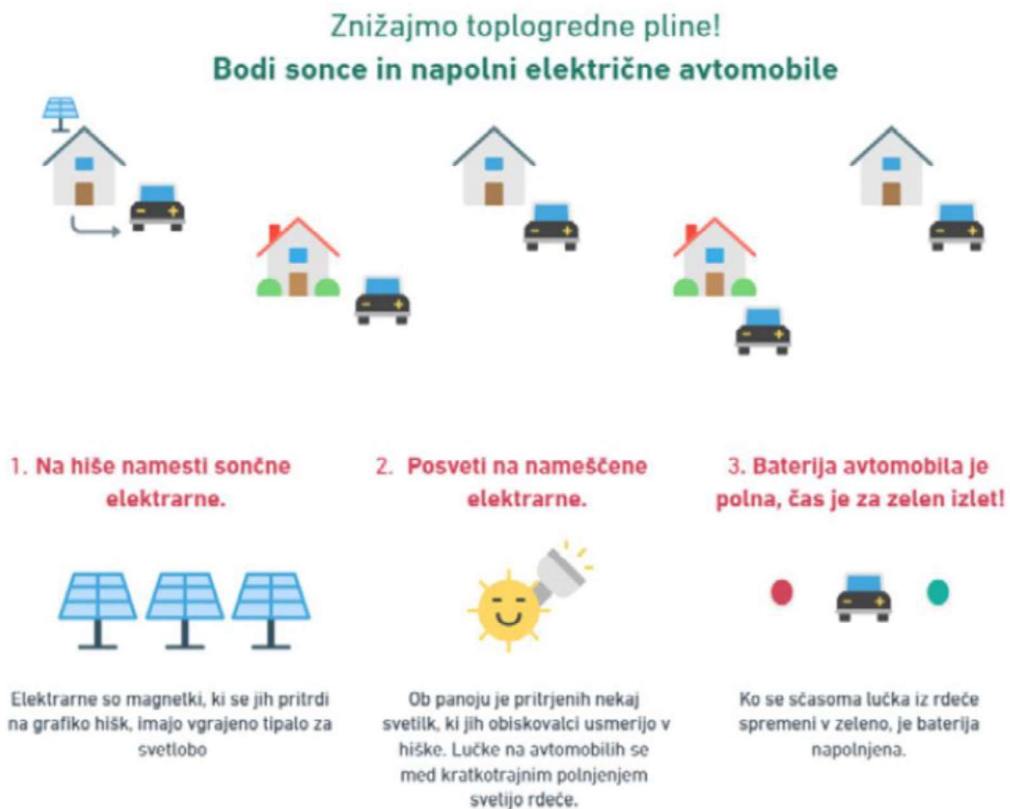 Znižajmo toplogredne pline!
Bodi sonce in napolni električne avtomobile
1. Na hiše namesti sončne
elektrarne.
2. Posveti na nameščene
elektrarne.
3. Baterija avtomobila je
polna, čas je za zelen izlet!
Elektrarne so magnetki, ki se jih pritrdi
na grafiko hišk, imajo vgrajeno tipalo za
svetlobo
Ob panoju je pritrjenih nekaj
svetilk, ki jih obiskovalci usmerijo v
hiške. Lučke na avtomobilih se
med kratkotrajnim polnjenjem
svetijo rdeče.
Ko se sčasoma lučka iz rdeče
spremeni v zeleno, je baterija
napolnjena.